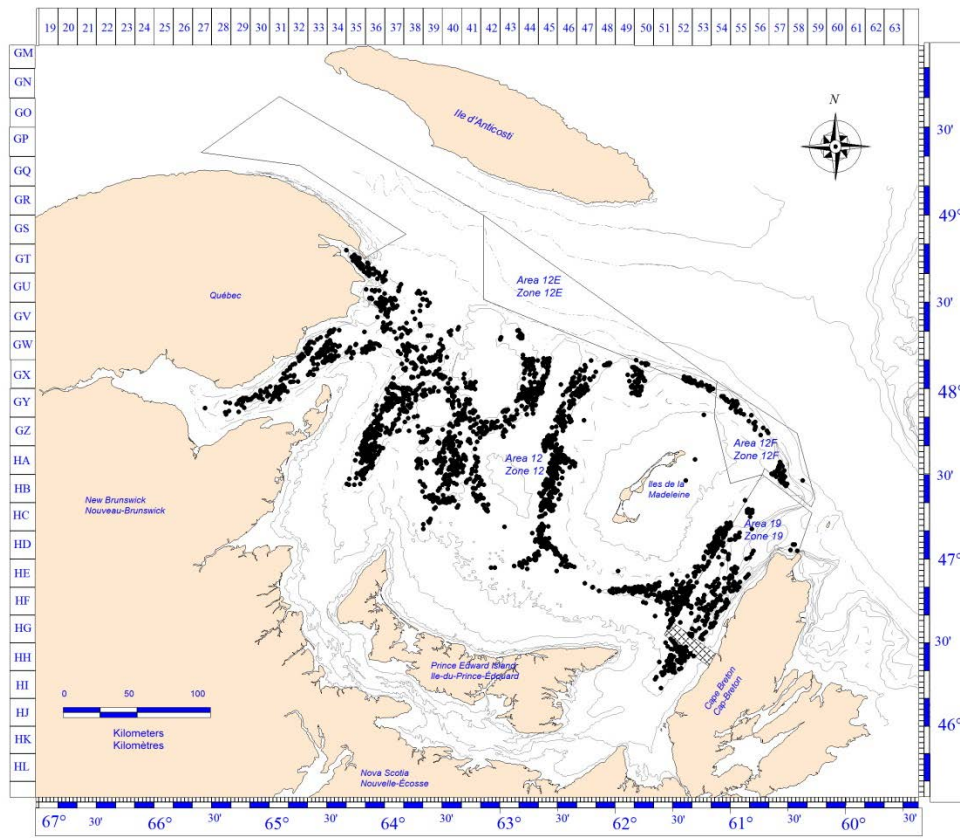 19 20 21 22 23 24 25 26 27 28 29 30 31 32 33 34 35 36 37 38 39 40 41 42 43 44 45 46 47 48 49 50 51 52 53 54 55 56 57 58 59 60 61 62 63
GM
GN
GO
GP
GQ
GR
GS
GT
GU
GV
GW
GX
GY
GZ
HA
HB
HC
HD
HE
HF
HG
HH
HI
HJ
HK
HL
Ile d'Anticosti
N
Area 12E
Zone 12E
Québec
Area 12
Zone 12
Area 12F
Zone 12F
Iles de la
Madeleine
Area 19
Zone 19
New Brunswick
Nouveau-Brunswick
Prince Edward Island
Ile-du-Prince-Édouard
Cape Breton
Cap-Breton
0 50 100
Kilometers
Kilomètres
Nova Scotia
Nouvelle-Écosse
30'
49°
30'
48°
30'
47°
30'
46°
67° 30' 66° 30' 65° 30' 64° 30' 63° 30' 62° 30' 61° 30' 60°